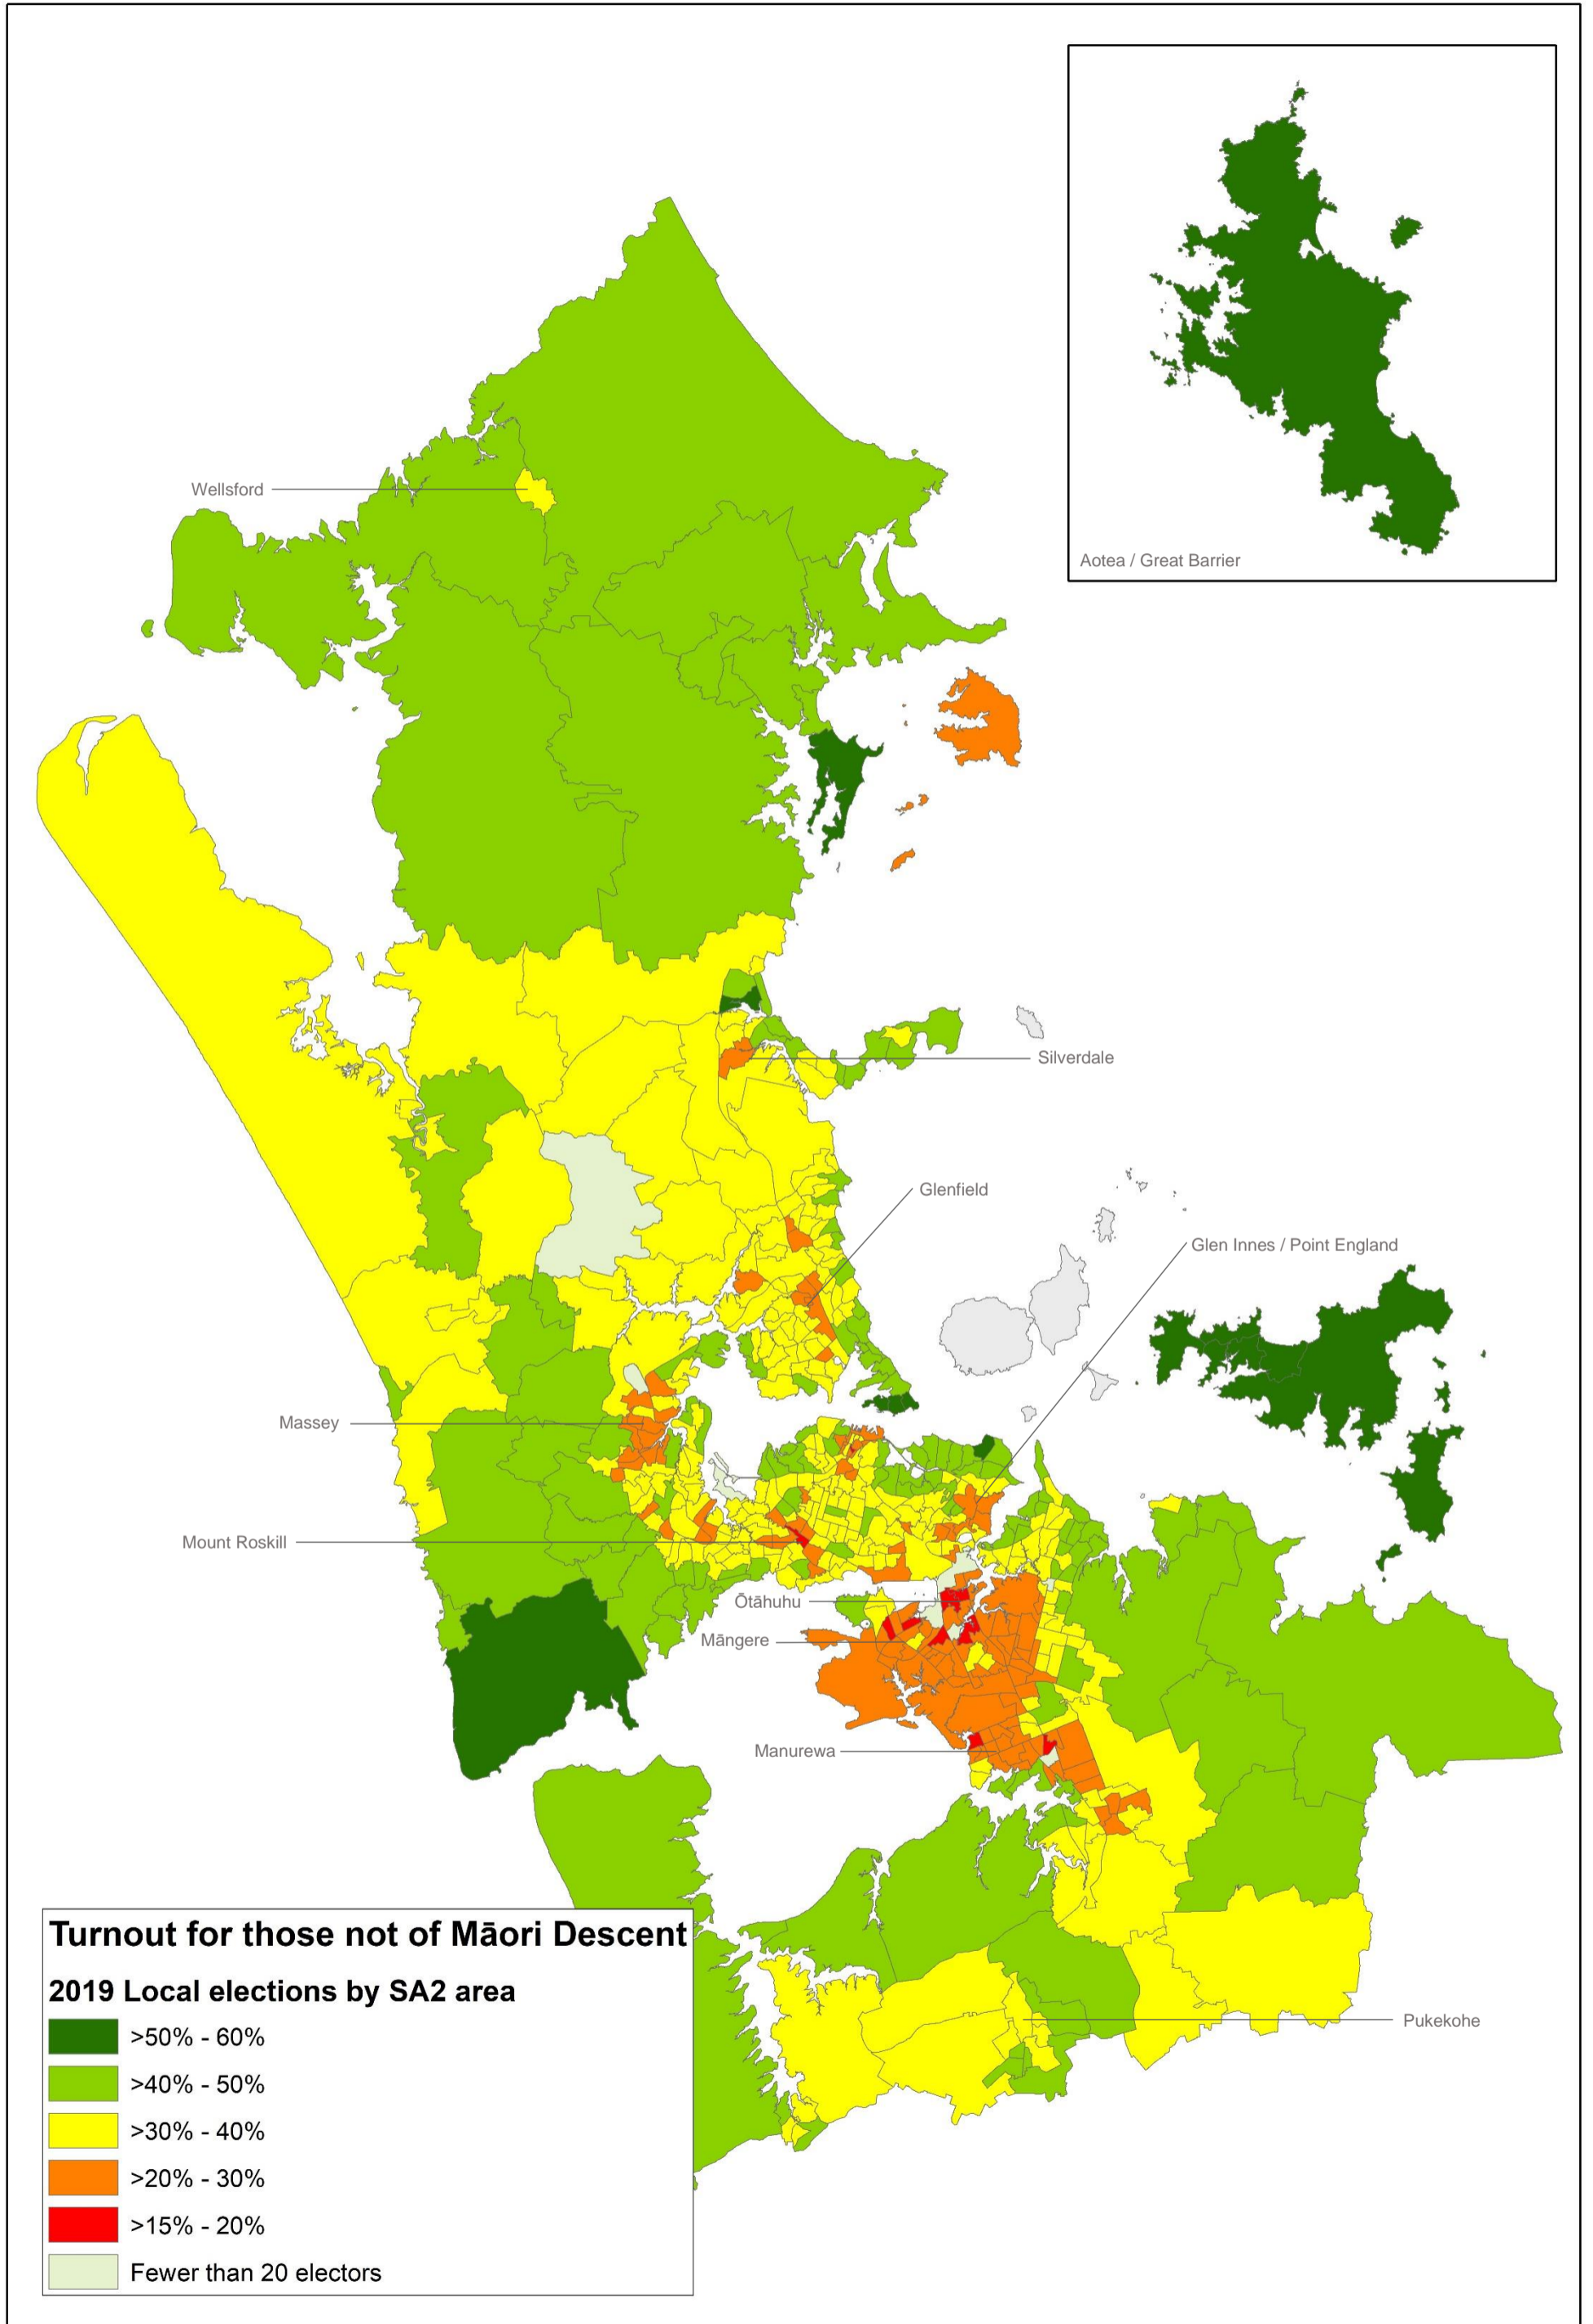 Aotea / Great Barrier
Wellsford
Silverdale
Glenfield
Glen Innes / Point England
Massey
Mount Roskill
Ōtāhuhu
Māngere
Manurewa
Pukekohe
Turnout for those not of Māori Descent
2019 Local elections by SA2 area
>50% - 60%
>40% - 50%
>30% - 40%
>20% - 30%
>15% - 20%
Fewer than 20 electors